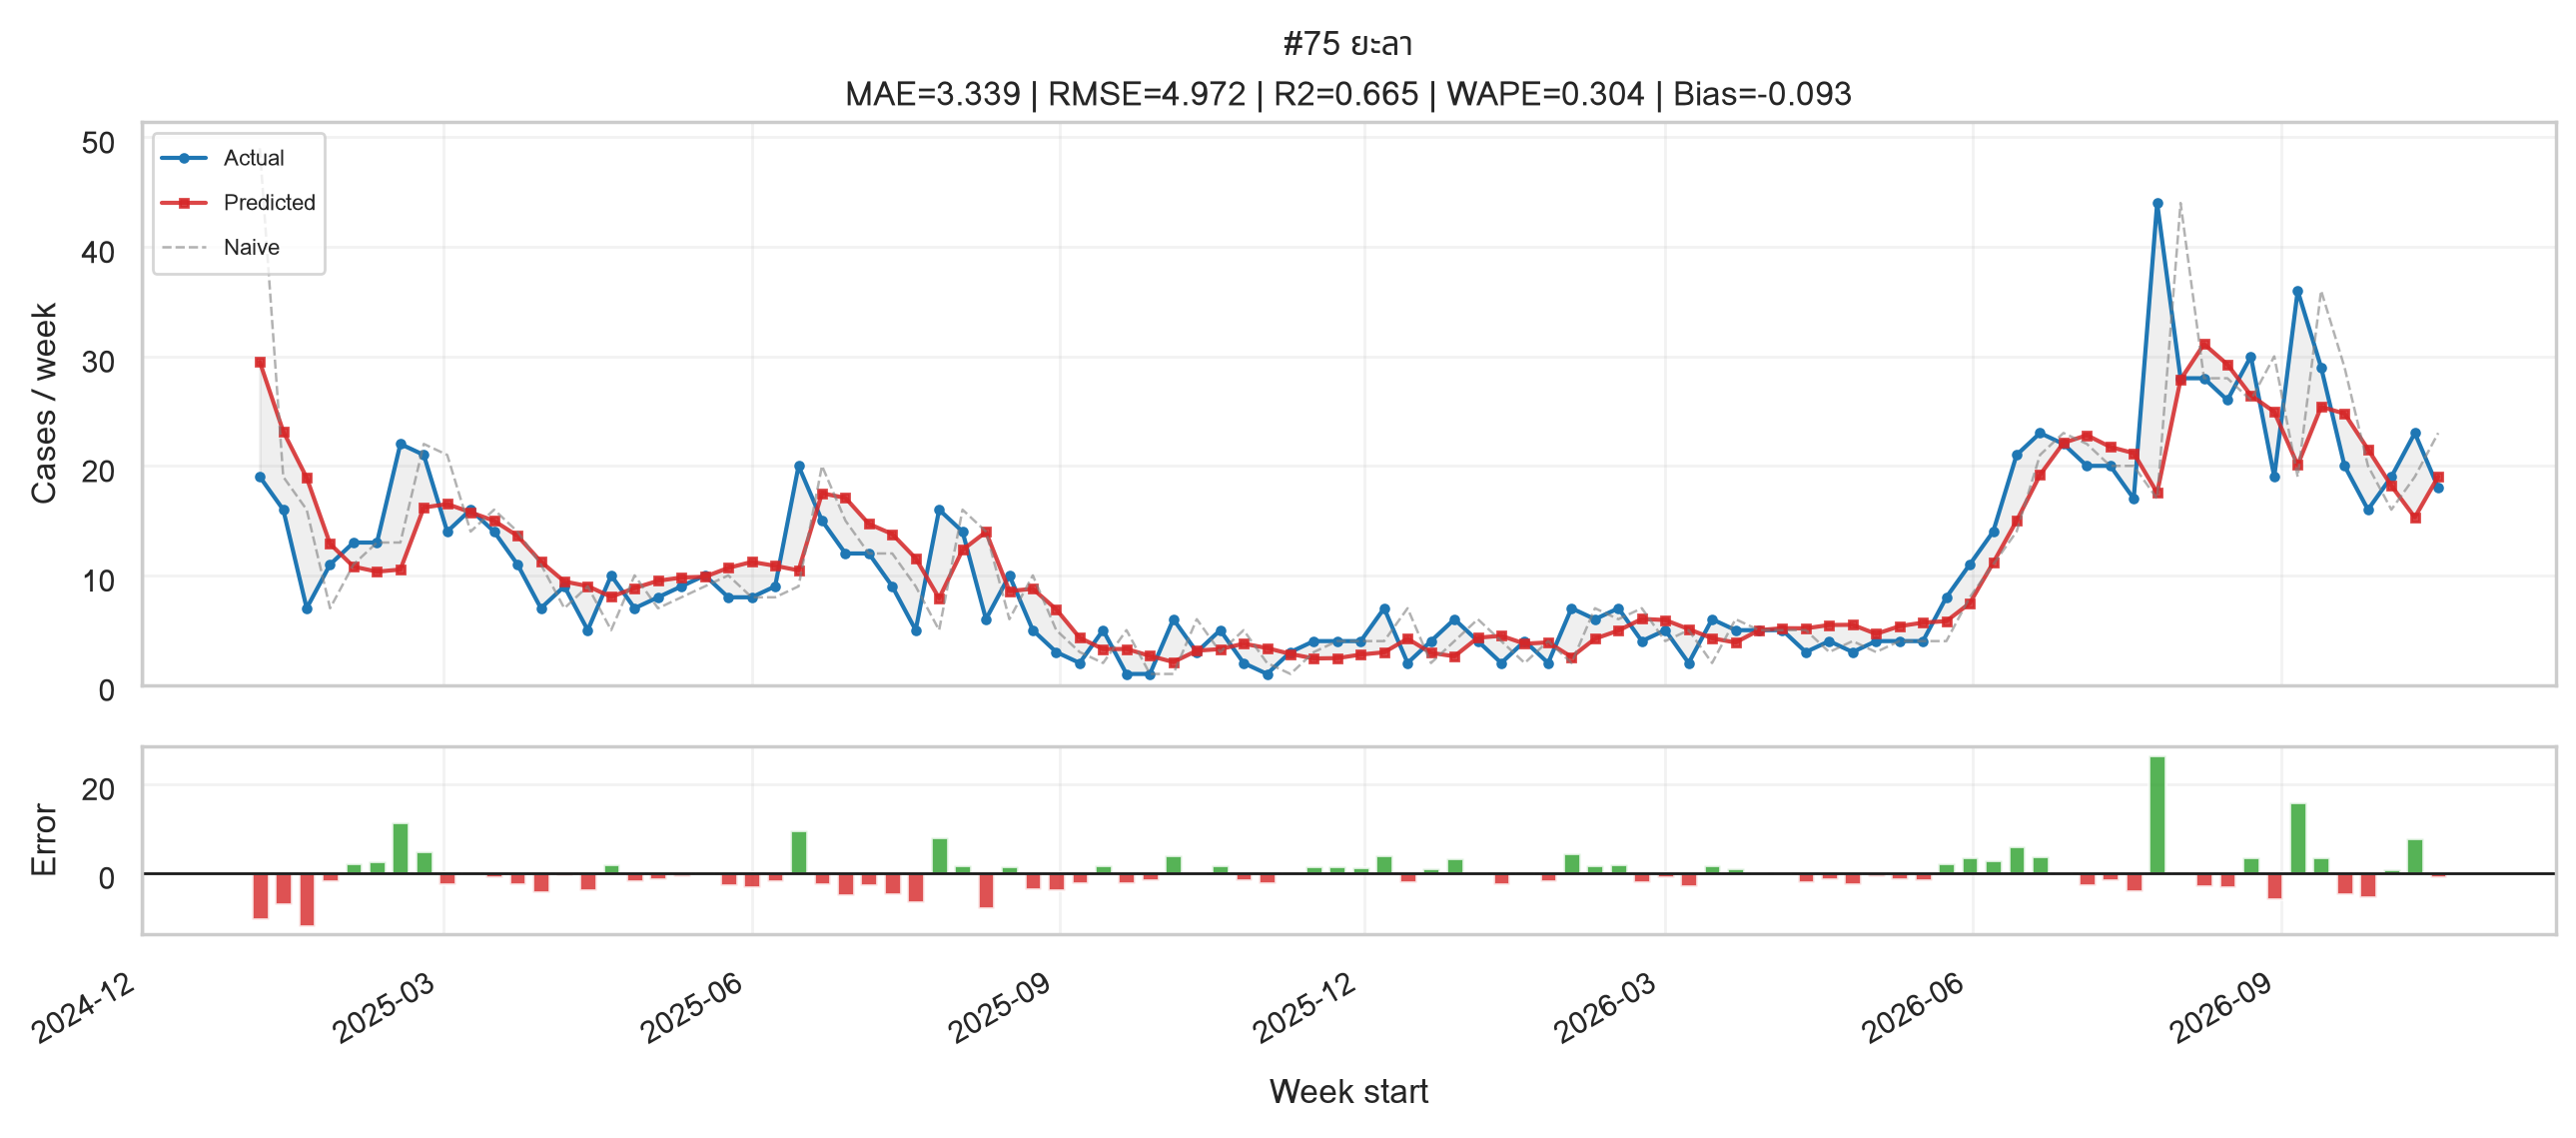 #75 ยะลา
MAE=3.339 | RMSE=4.972 | R2=0.665 | WAPE=0.304 | Bias=-0.093
50
40
30
20
10
0
Cases / week
Actual
Predicted
Naive
20
0
Error
2024-12
2025-03
2025-06
2025-09
2025-12
2026-03
2026-06
2026-09
Week start